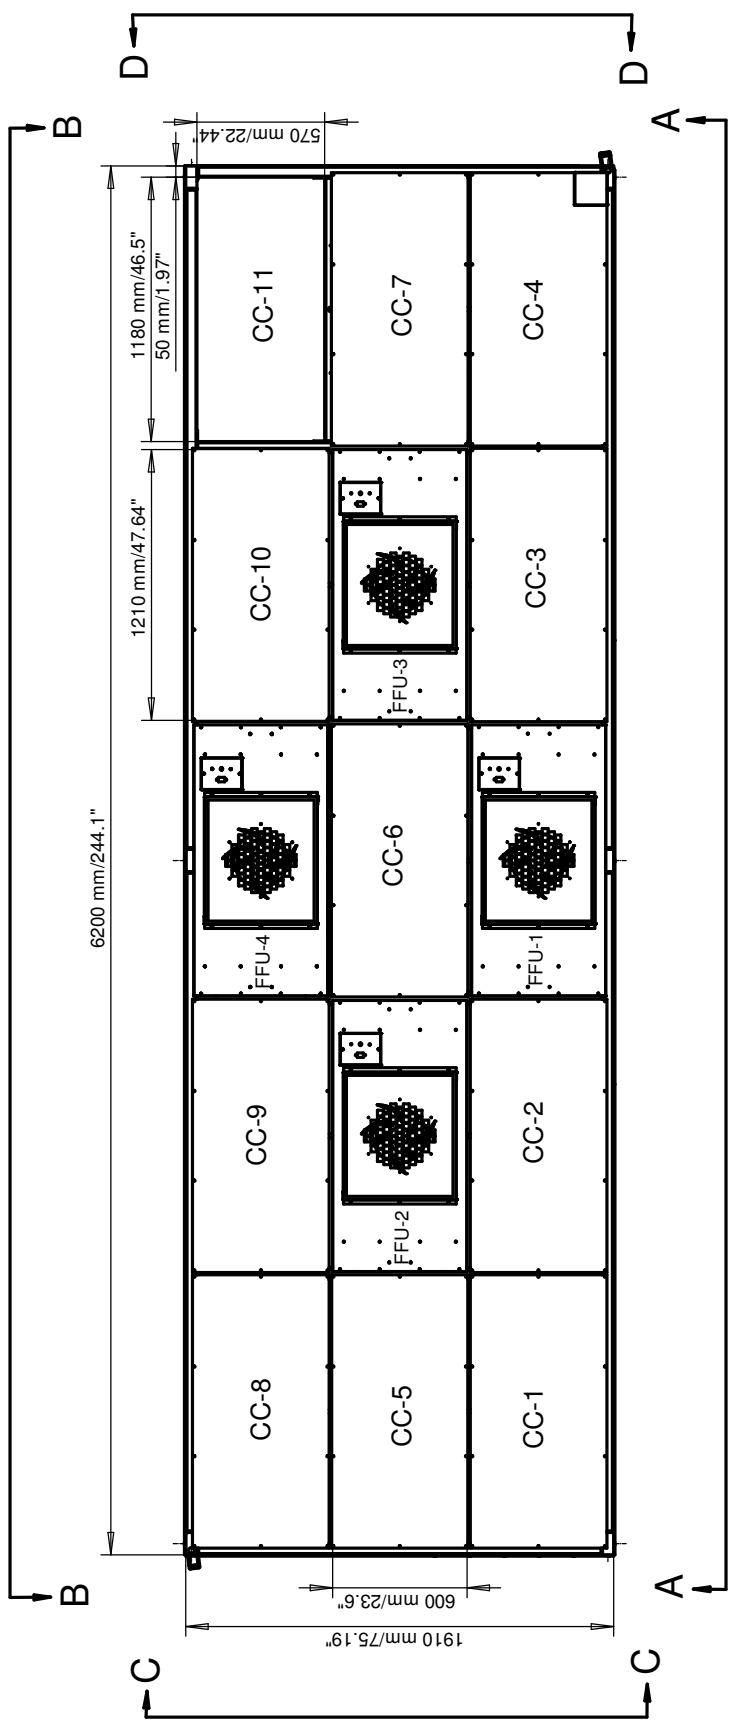 B
B
6200 mm/244.1"
1210 mm/47.64"
1180 mm/46.5"
50 mm/1.97"
570 mm/22.44"
D
D
C
C
1910 mm/75.19"
600 mm/23.6"
CC-8
CC-9
FFU-4
CC-10
CC-11
CC-5
FFU-2
CC-6
FFU-3
CC-7
CC-1
CC-2
FFU-1
CC-3
CC-4
A
A